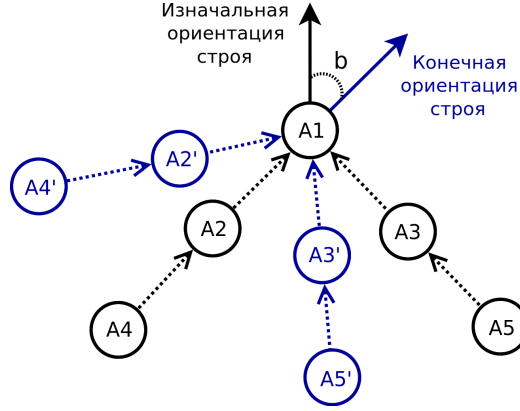 Изначальная
ориентация
строя
b
Конечная
ориентация
строя
A1
A2'
A4'
A2
A3
A3'
A4
A5
A5'